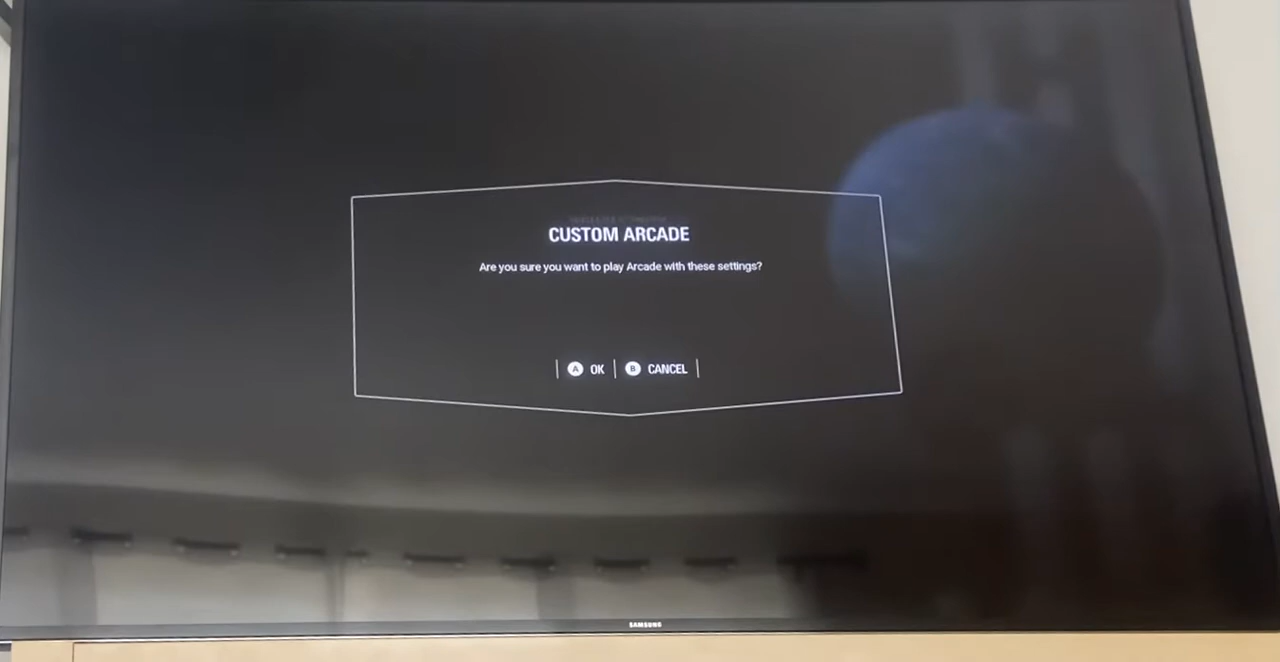 CUSTOM ARCADE
Are you sure you want to play Arcade with these settings?
A OK B CANCEL
SAMSUNG